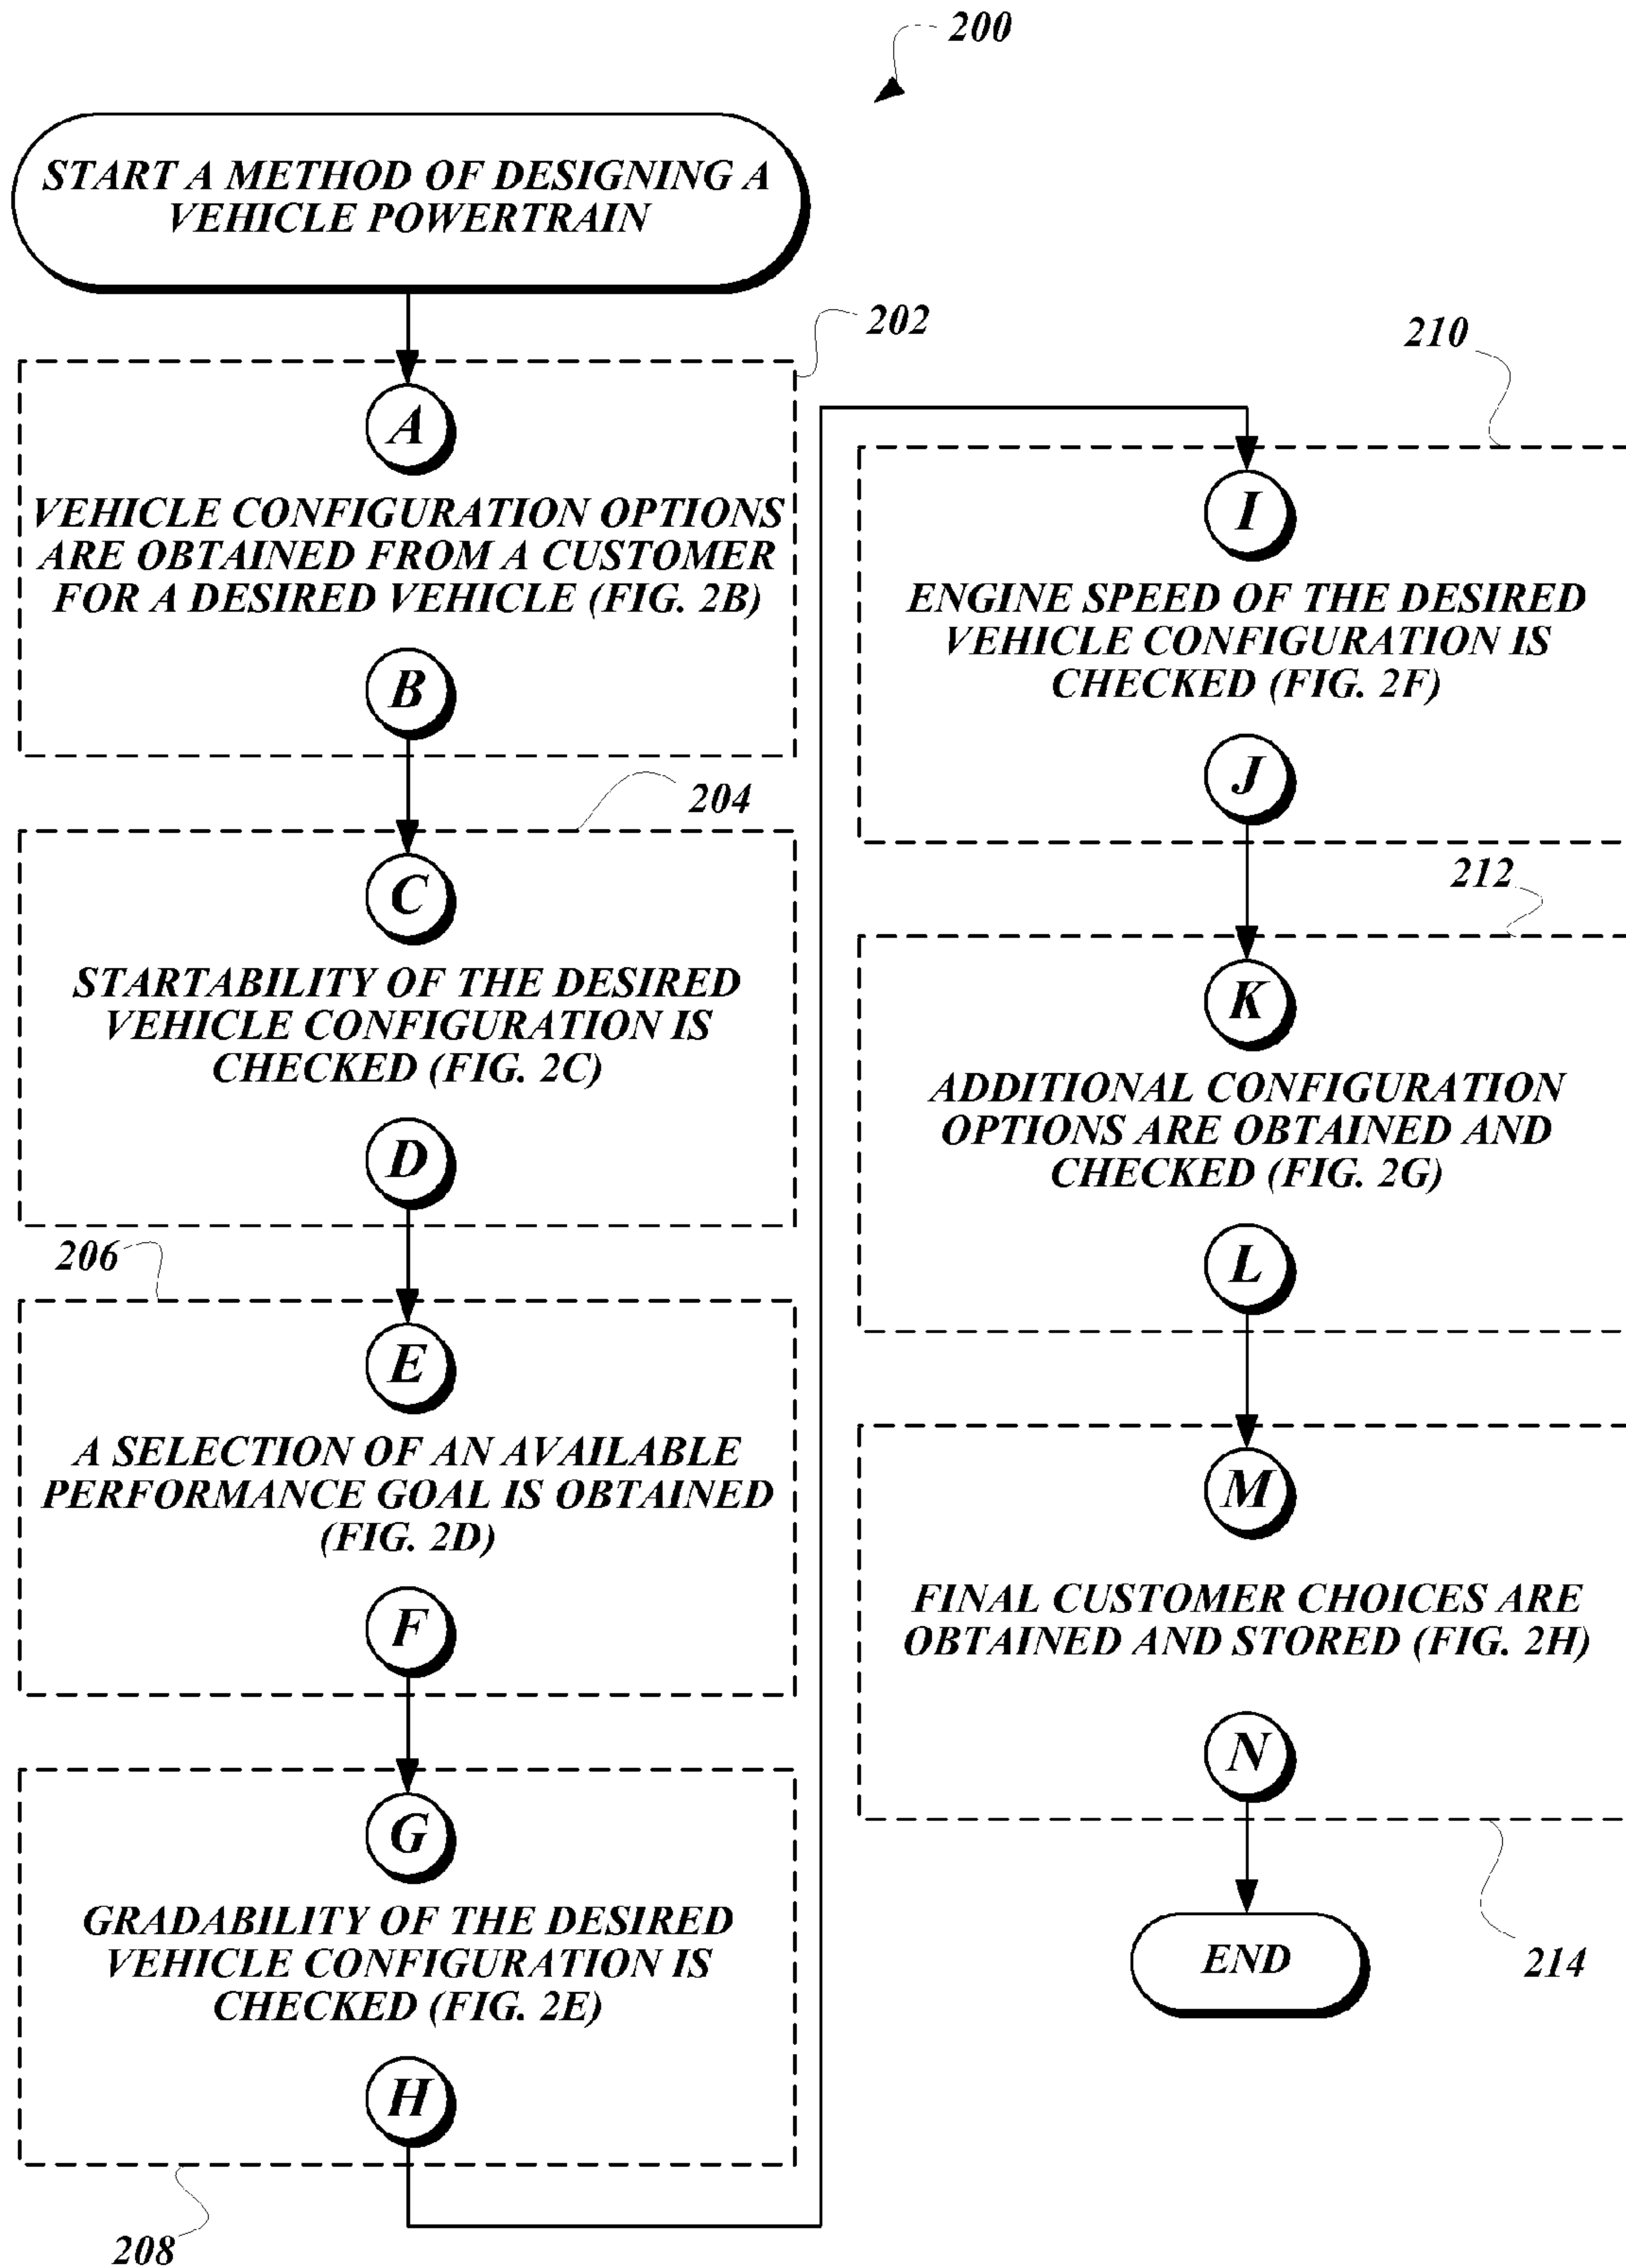 200
START A METHOD OF DESIGNING A
VEHICLE POWERTRAIN
202
A
VEHICLE CONFIGURATION OPTIONS
ARE OBTAINED FROM A CUSTOMER
FOR A DESIRED VEHICLE (FIG. 2B)
B
204
C
STARTABILITY OF THE DESIRED
VEHICLE CONFIGURATION IS
CHECKED (FIG. 2C)
D
206
E
A SELECTION OF AN AVAILABLE
PERFORMANCE GOAL IS OBTAINED
(FIG. 2D)
F
G
GRADABILITY OF THE DESIRED
VEHICLE CONFIGURATION IS
CHECKED (FIG. 2E)
H
208
210
I
ENGINE SPEED OF THE DESIRED
VEHICLE CONFIGURATION IS
CHECKED (FIG. 2F)
J
212
K
ADDITIONAL CONFIGURATION
OPTIONS ARE OBTAINED AND
CHECKED (FIG. 2G)
L
M
FINAL CUSTOMER CHOICES ARE
OBTAINED AND STORED (FIG. 2H)
N
214
END